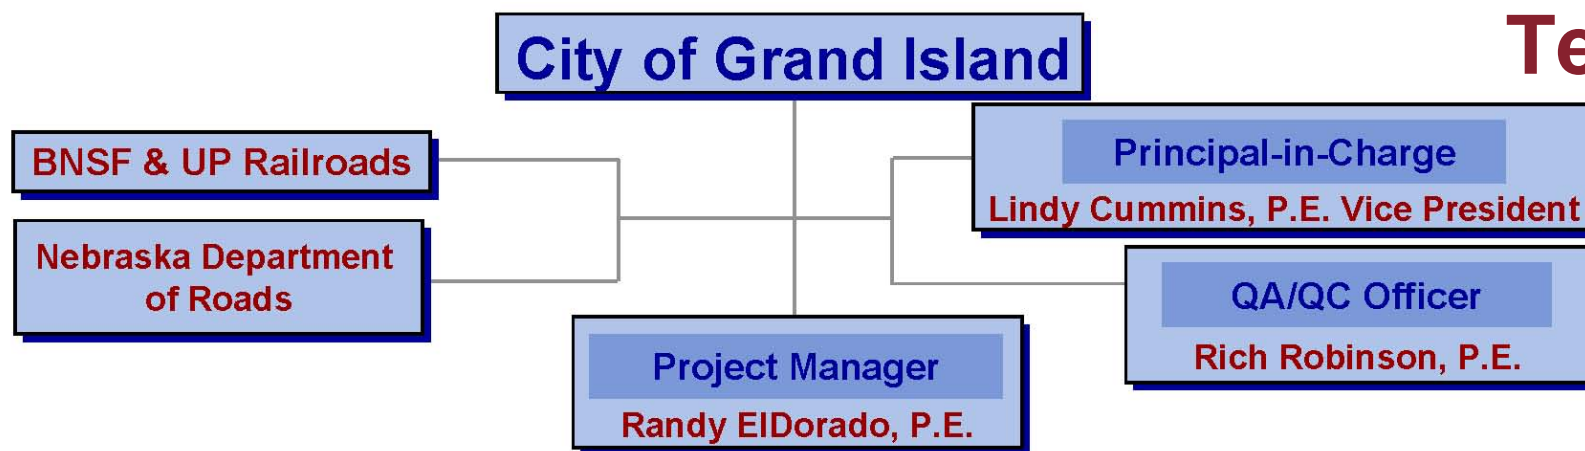 City of Grand Island
BNSF & UP Railroads
Principal-in-Charge
Lindy Cummins, P.E. Vice President
Nebraska Department
of Roads
QA/QC Officer
Rich Robinson, P.E.
Project Manager
Randy ElDorado, P.E.